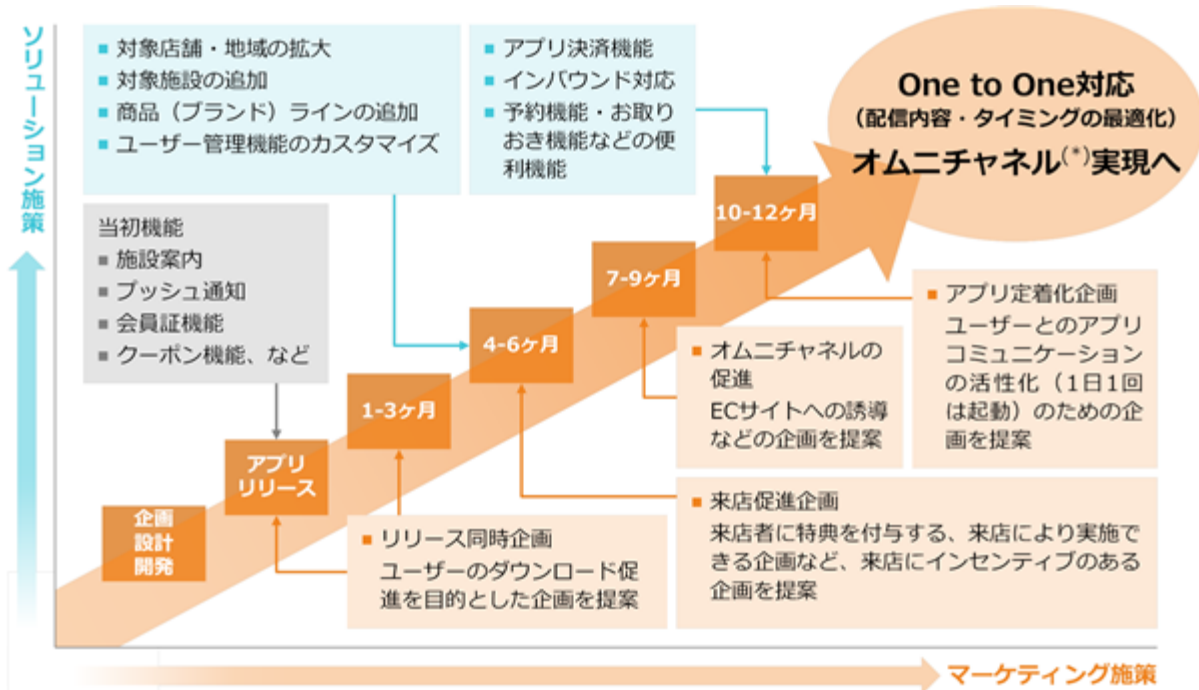 ソリューション施策
■ 対象店舗・地域の拡大
■ 対象施設の追加
■ 商品（ブランド）ラインの追加
■ ユーザー管理機能のカスタマイズ
■ アプリ決済機能
■ インバウンド対応
■ 予約機能・お取り
おき機能などの便
利機能
One to One対応
（配信内容・タイミングの最適化）
オムニチャネル(*)実現へ
当初機能
■ 施設案内
■ プッシュ通知
■ 会員証機能
■ クーポン機能、など
10-12ヶ月
7-9ヶ月
4-6ヶ月
1-3ヶ月
アプリ
リリース
企画
設計
開発
■ アプリ定着化企画
ユーザーとのアプリ
コミュニケーション
の活性化（1日1回
は起動）のための企
画を提案
■ オムニチャネルの
促進
ECサイトへの誘導
などの企画を提案
■ 来店促進企画
来店者に特典を付与する、来店により実施で
きる企画など、来店にインセンティブのある
企画を提案
■ リリース同時企画
ユーザーのダウンロード促
進を目的とした企画を提案
マーケティング施策